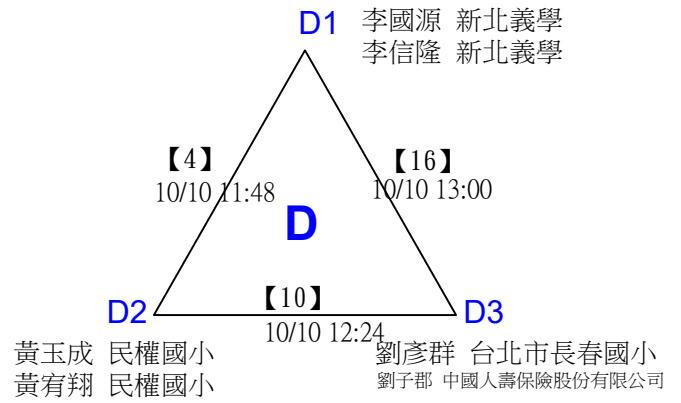 D1
李國源 新北義學
李信隆 新北義學
【4】
10/10 11:48
【16】
10/10 13:00
D
D2
【10】
10/10 12:24
D3
黃玉成 民權國小
黃宥翔 民權國小
劉彥群 台北市長春國小
劉子郡 中國人壽保險股份有限公司